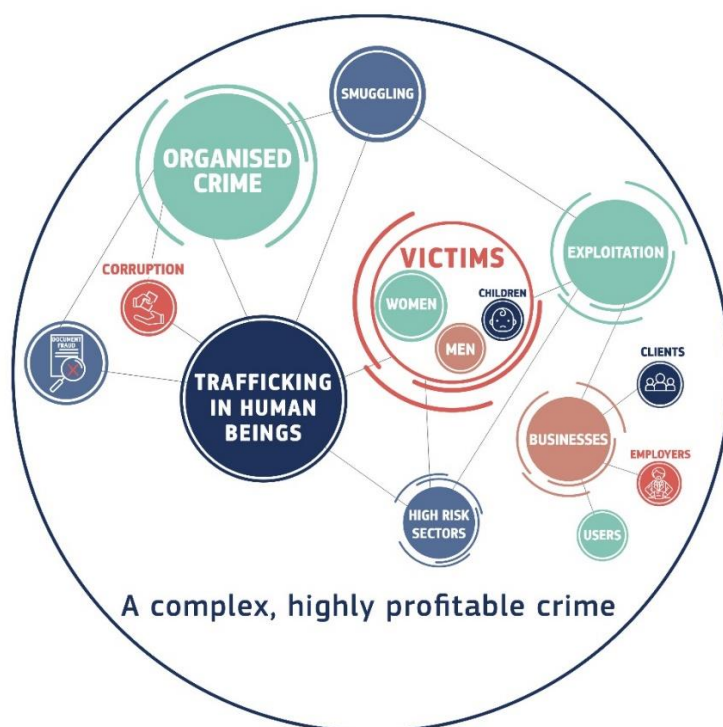 SMUGGLING
ORGANISED
CRIME
VICTIMS
EXPLOITATION
CORRUPTION
WOMEN
CHILDREN
MEN
DOCUMENT
FRAUD
TRAFFICKING
IN HUMAN
BEINGS
CLIENTS
BUSINESSES
EMPLOYERS
HIGH RISK
SECTORS
USERS
A complex, highly profitable crime